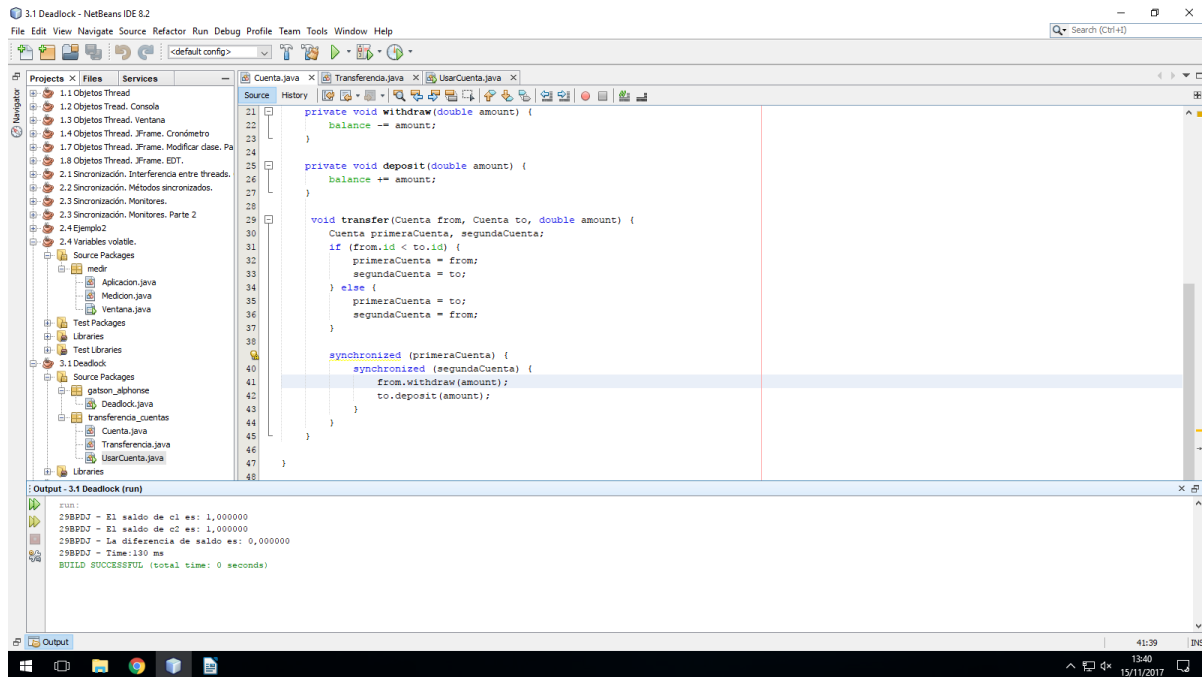 3.1 Deadlock - NetBeans IDE 8.2
File Edit View Navigate Source Refactor Run Debug Profile Team Tools Window Help
Search (Ctrl+I)
<default config>
Projects Files Services
Navigator
1.1 Objetos Thread
1.2 Objetos Tread. Consola
1.3 Objetos Thread. Ventana
1.4 Objetos Thread. JFrame. Cronómetro
1.7 Objetos Thread. JFrame. Modificar clase. Pa
1.8 Objetos Thread. JFrame. EDT.
2.1 Sincronización. Interferencia entre threads.
2.2 Sincronización. Métodos sincronizados.
2.3 Sincronización. Monitores.
2.3 Sincronización. Monitores. Parte 2
2.4 Ejemplo2
2.4 Variables volatile.
Source Packages
medir
Aplicacion.java
Medicion.java
Ventana.java
Test Packages
Libraries
Test Libraries
3.1 Deadlock
Source Packages
gatson_alphonse
Deadlock.java
transferencia_cuentas
Cuenta.java
Transferencia.java
UsarCuenta.java
Libraries
Cuenta.java Transferencia.java UsarCuenta.java
Source History
21 private void withdraw(double amount) {
22 balance -= amount;
23 }
24
25 private void deposit(double amount) {
26 balance += amount;
27 }
28
29 void transfer(Cuenta from, Cuenta to, double amount) {
30 Cuenta primeraCuenta, segundaCuenta;
31 if (from.id < to.id) {
32 primeraCuenta = from;
33 segundaCuenta = to;
34 } else {
35 primeraCuenta = to;
36 segundaCuenta = from;
37 }
38
synchronized (primeraCuenta) {
40 synchronized (segundaCuenta) {
41 from.withdraw(amount);
42 to.deposit(amount);
43 }
44 }
45 }
46
47 }
48
Output - 3.1 Deadlock (run)
run:
29BPDJ - El saldo de c1 es: 1,000000
29BPDJ - El saldo de c2 es: 1,000000
29BPDJ - La diferencia de saldo es: 0,000000
29BPDJ - Time:130 ms
BUILD SUCCESSFUL (total time: 0 seconds)
Output
41:39 INS
13:40
15/11/2017